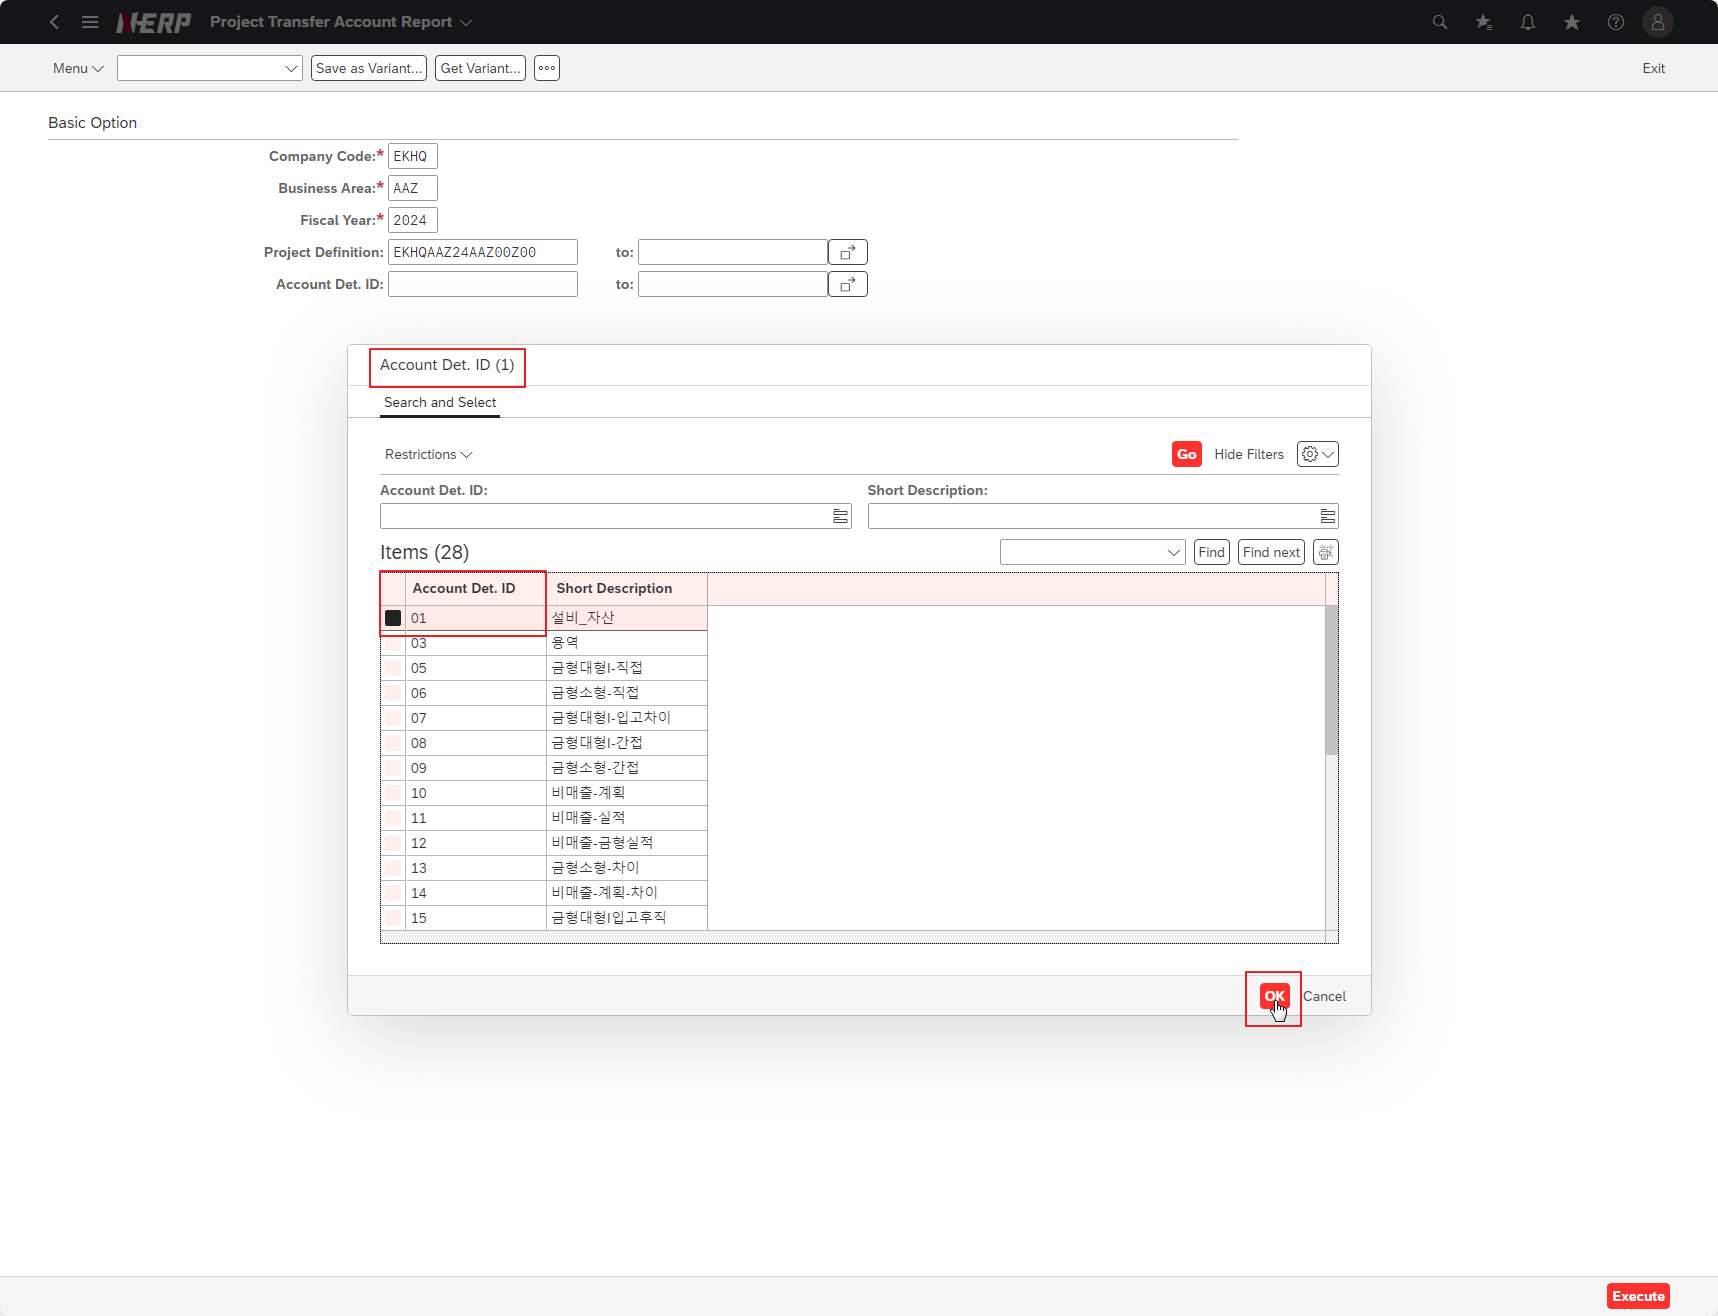 HERP Project Transfer Account Report
Menu Save as Variant... Get Variant... Exit
Basic Option
Company Code:* EKHQ
Business Area:* AAZ
Fiscal Year:* 2024
Project Definition: EKHQAAZ24AAZ00Z00 to:
Account Det. ID: to:
Account Det. ID (1)
Search and Select
Restrictions Go Hide Filters
Account Det. ID: Short Description:
Items (28) Find Find next
Account Det. ID Short Description
01 설비_자산
03 용역
05 금형대형I-직접
06 금형소형-직접
07 금형대형I-입고차이
08 금형대형I-간접
09 금형소형-간접
10 비매출-계획
11 비매출-실적
12 비매출-금형실적
13 금형소형-차이
14 비매출-계획-차이
15 금형대형I입고후직
OK Cancel
Execute